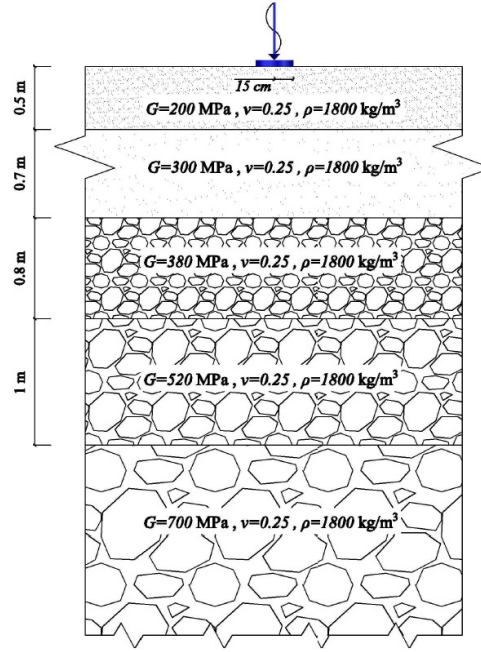 15 cm
0.5 m
G=200 MPa , ν=0.25 , ρ=1800 kg/m³
0.7 m
G=300 MPa , ν=0.25 , ρ=1800 kg/m³
0.8 m
G=380 MPa , ν=0.25 , ρ=1800 kg/m³
1 m
G=520 MPa , ν=0.25 , ρ=1800 kg/m³
G=700 MPa , ν=0.25 , ρ=1800 kg/m³